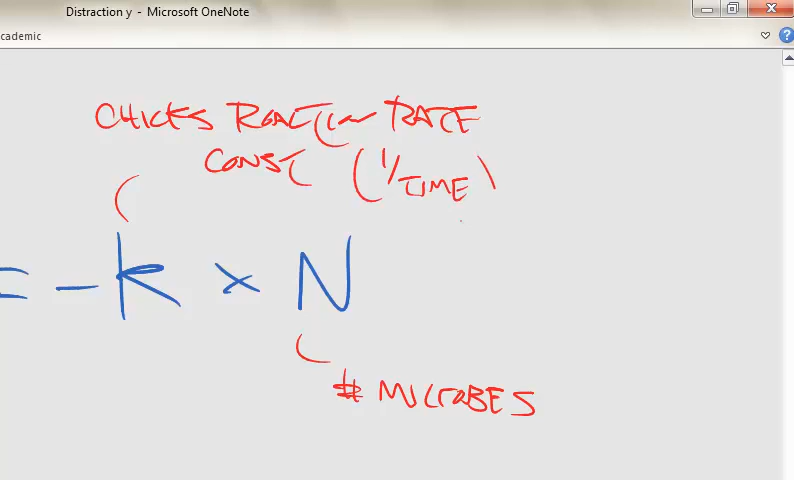 Distraction y - Microsoft OneNote
cademic
CHICKS REACTION RATE
CONST (1/TIME)
= - K × N
# MICROBES